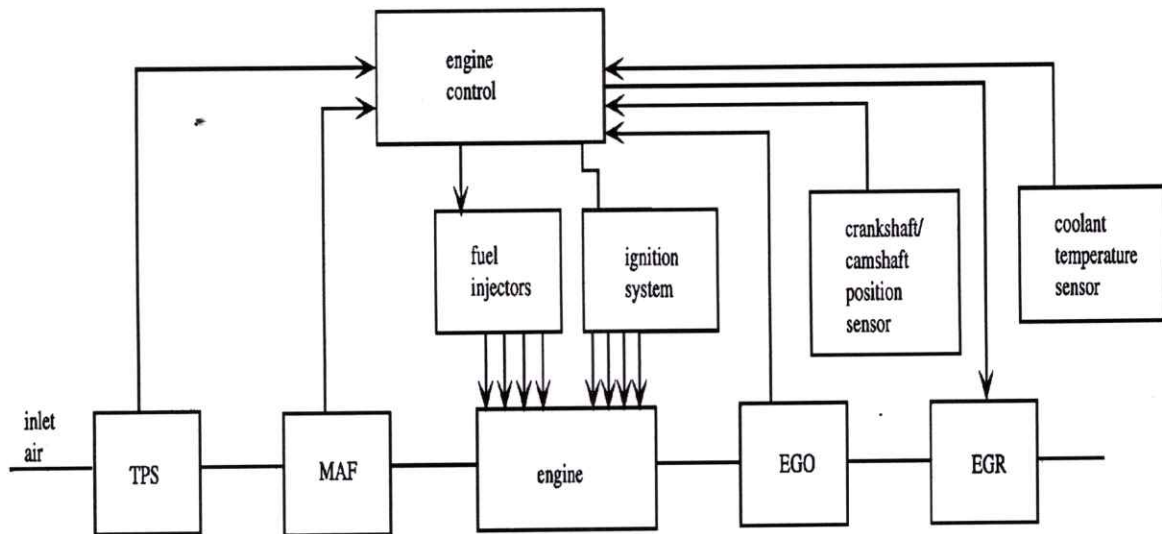 engine
control
fuel
injectors
ignition
system
crankshaft/
camshaft
position
sensor
coolant
temperature
sensor
inlet
air
TPS
MAF
engine
EGO
EGR